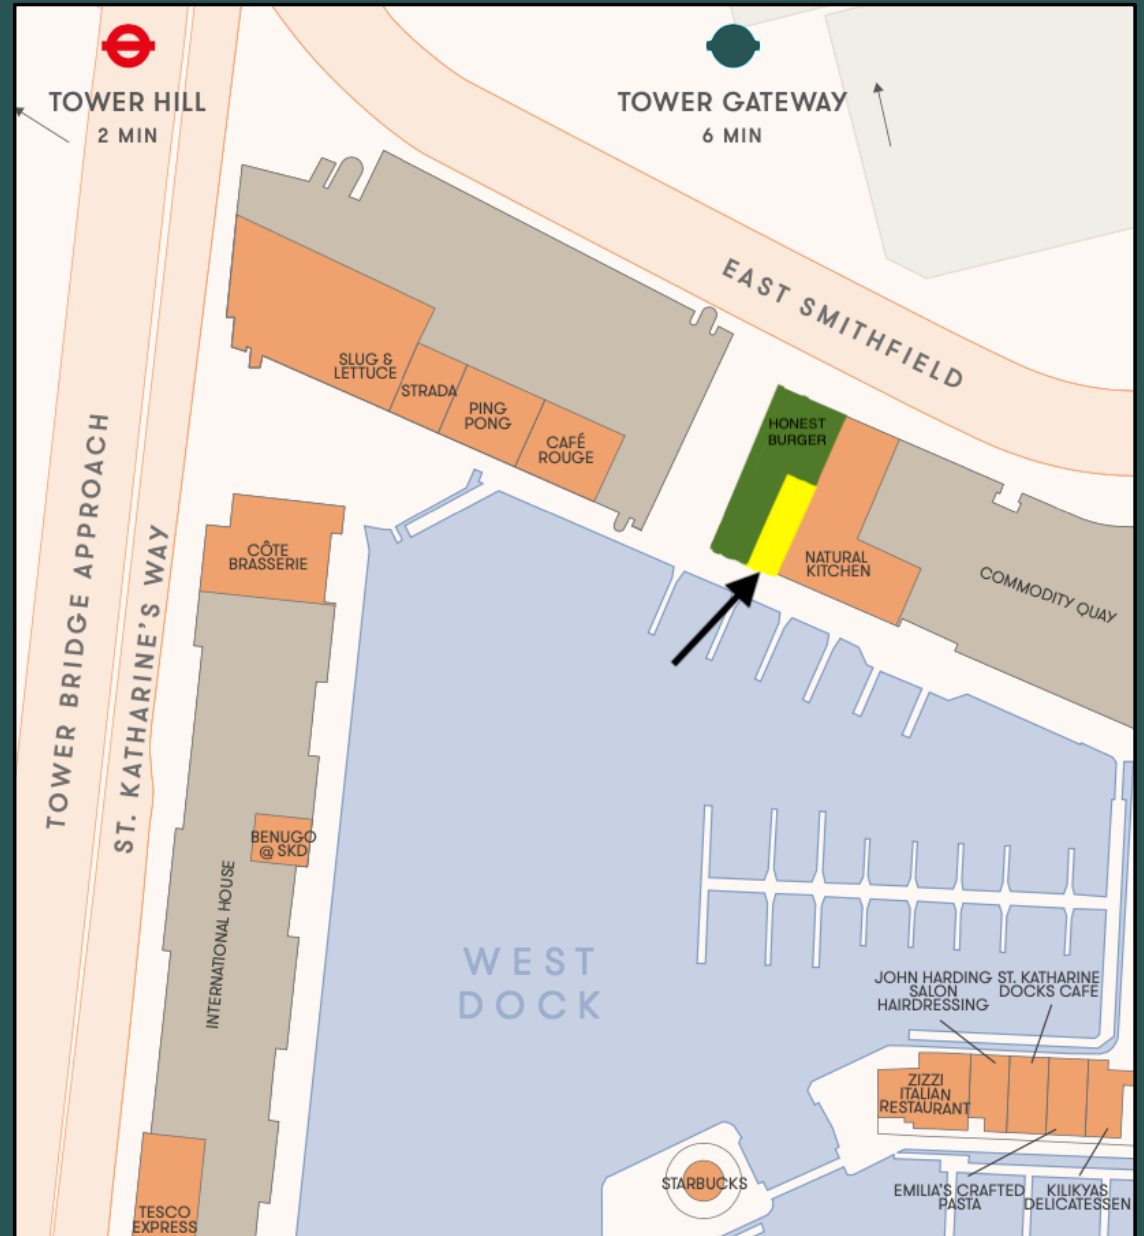 TOWER HILL
2 MIN
TOWER GATEWAY
6 MIN
EAST SMITHFIELD
SLUG &
LETTUCE
STRADA
PING
PONG
CAFÉ
ROUGE
HONEST
BURGER
NATURAL
KITCHEN
COMMODITY QUAY
TOWER BRIDGE APPROACH
ST. KATHARINE'S WAY
CÔTE
BRASSERIE
BENUGO
@ SKD
INTERNATIONAL HOUSE
WEST
DOCK
JOHN HARDING
SALON
HAIRDRESSING
ST. KATHARINE
DOCKS CAFE
ZIZZI
ITALIAN
RESTAURANT
STARBUCKS
EMILIA'S CRAFTED
PASTA
KILIKYAS
DELICATESSEN
TESCO
EXPRESS